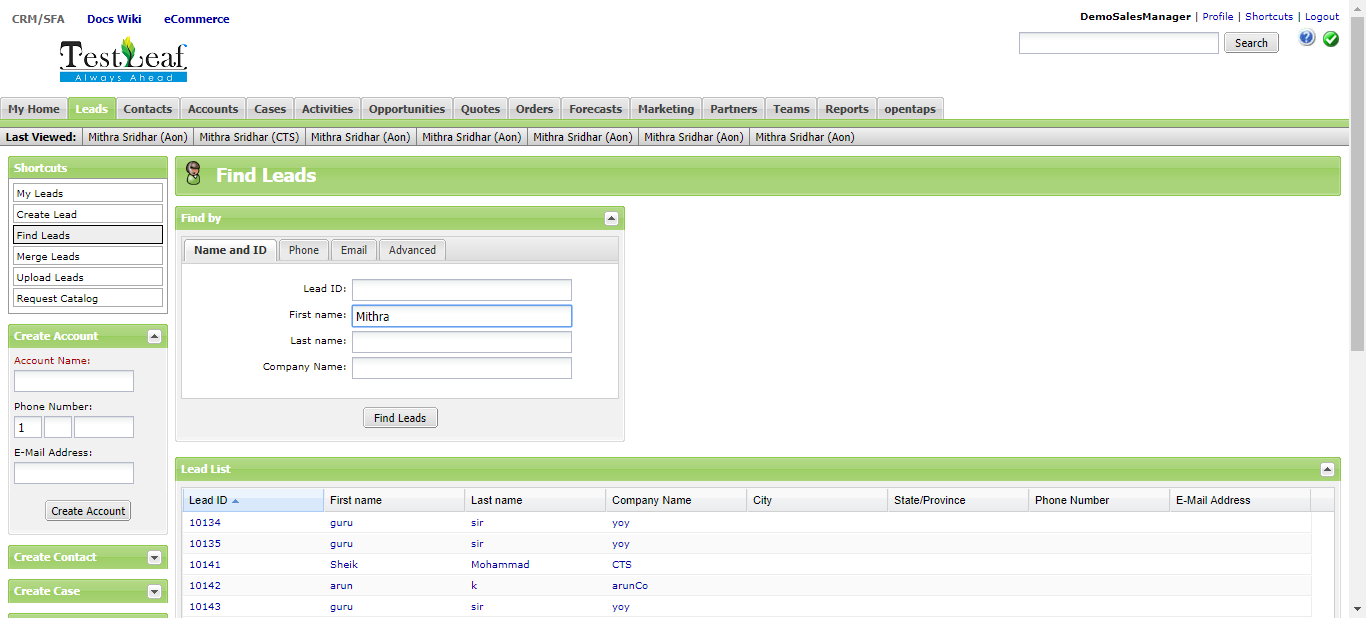 CRM/SFA Docs Wiki eCommerce
DemoSalesManager | Profile | Shortcuts | Logout
TestLeaf
Always Ahead
Search
?
My Home Leads Contacts Accounts Cases Activities Opportunities Quotes Orders Forecasts Marketing Partners Teams Reports opentaps
Last Viewed: Mithra Sridhar (Aon) Mithra Sridhar (CTS) Mithra Sridhar (Aon) Mithra Sridhar (Aon) Mithra Sridhar (Aon) Mithra Sridhar (Aon) Mithra Sridhar (Aon)
Shortcuts
My Leads
Create Lead
Find Leads
Merge Leads
Upload Leads
Request Catalog
Create Account
Account Name:
Phone Number:
1
E-Mail Address:
Create Account
Create Contact
Create Case
Find Leads
Find by
Name and ID Phone Email Advanced
Lead ID:
First name: Mithra
Last name:
Company Name:
Find Leads
Lead List
Lead ID First name Last name Company Name City State/Province Phone Number E-Mail Address
10134 guru sir yoy
10135 guru sir yoy
10141 Sheik Mohammad CTS
10142 arun k arunCo
10143 guru sir yoy